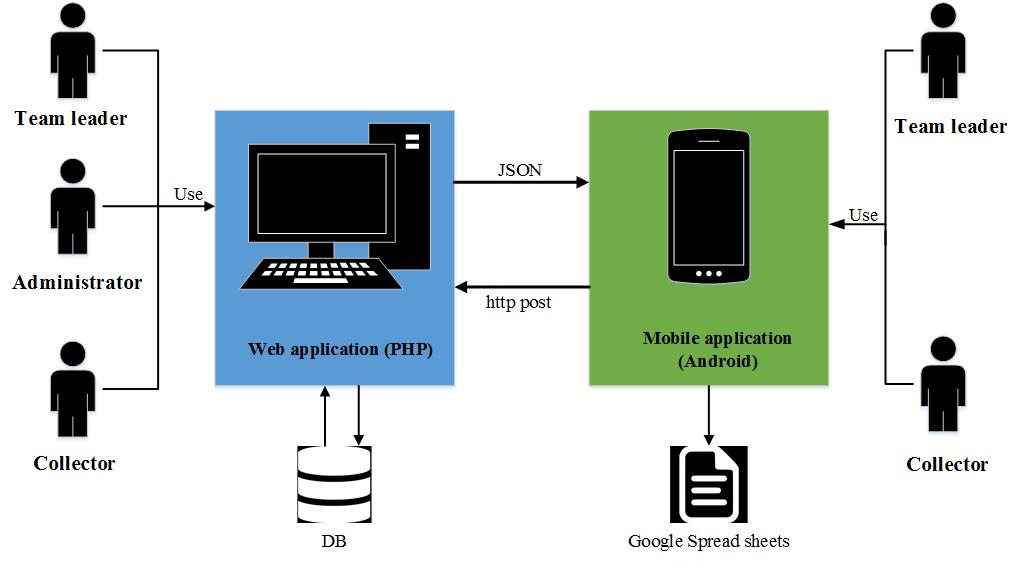 Team leader
Team leader
JSON
Use
Use
Administrator
http post
Web application (PHP)
Mobile application
(Android)
Collector
Collector
DB
Google Spread sheets